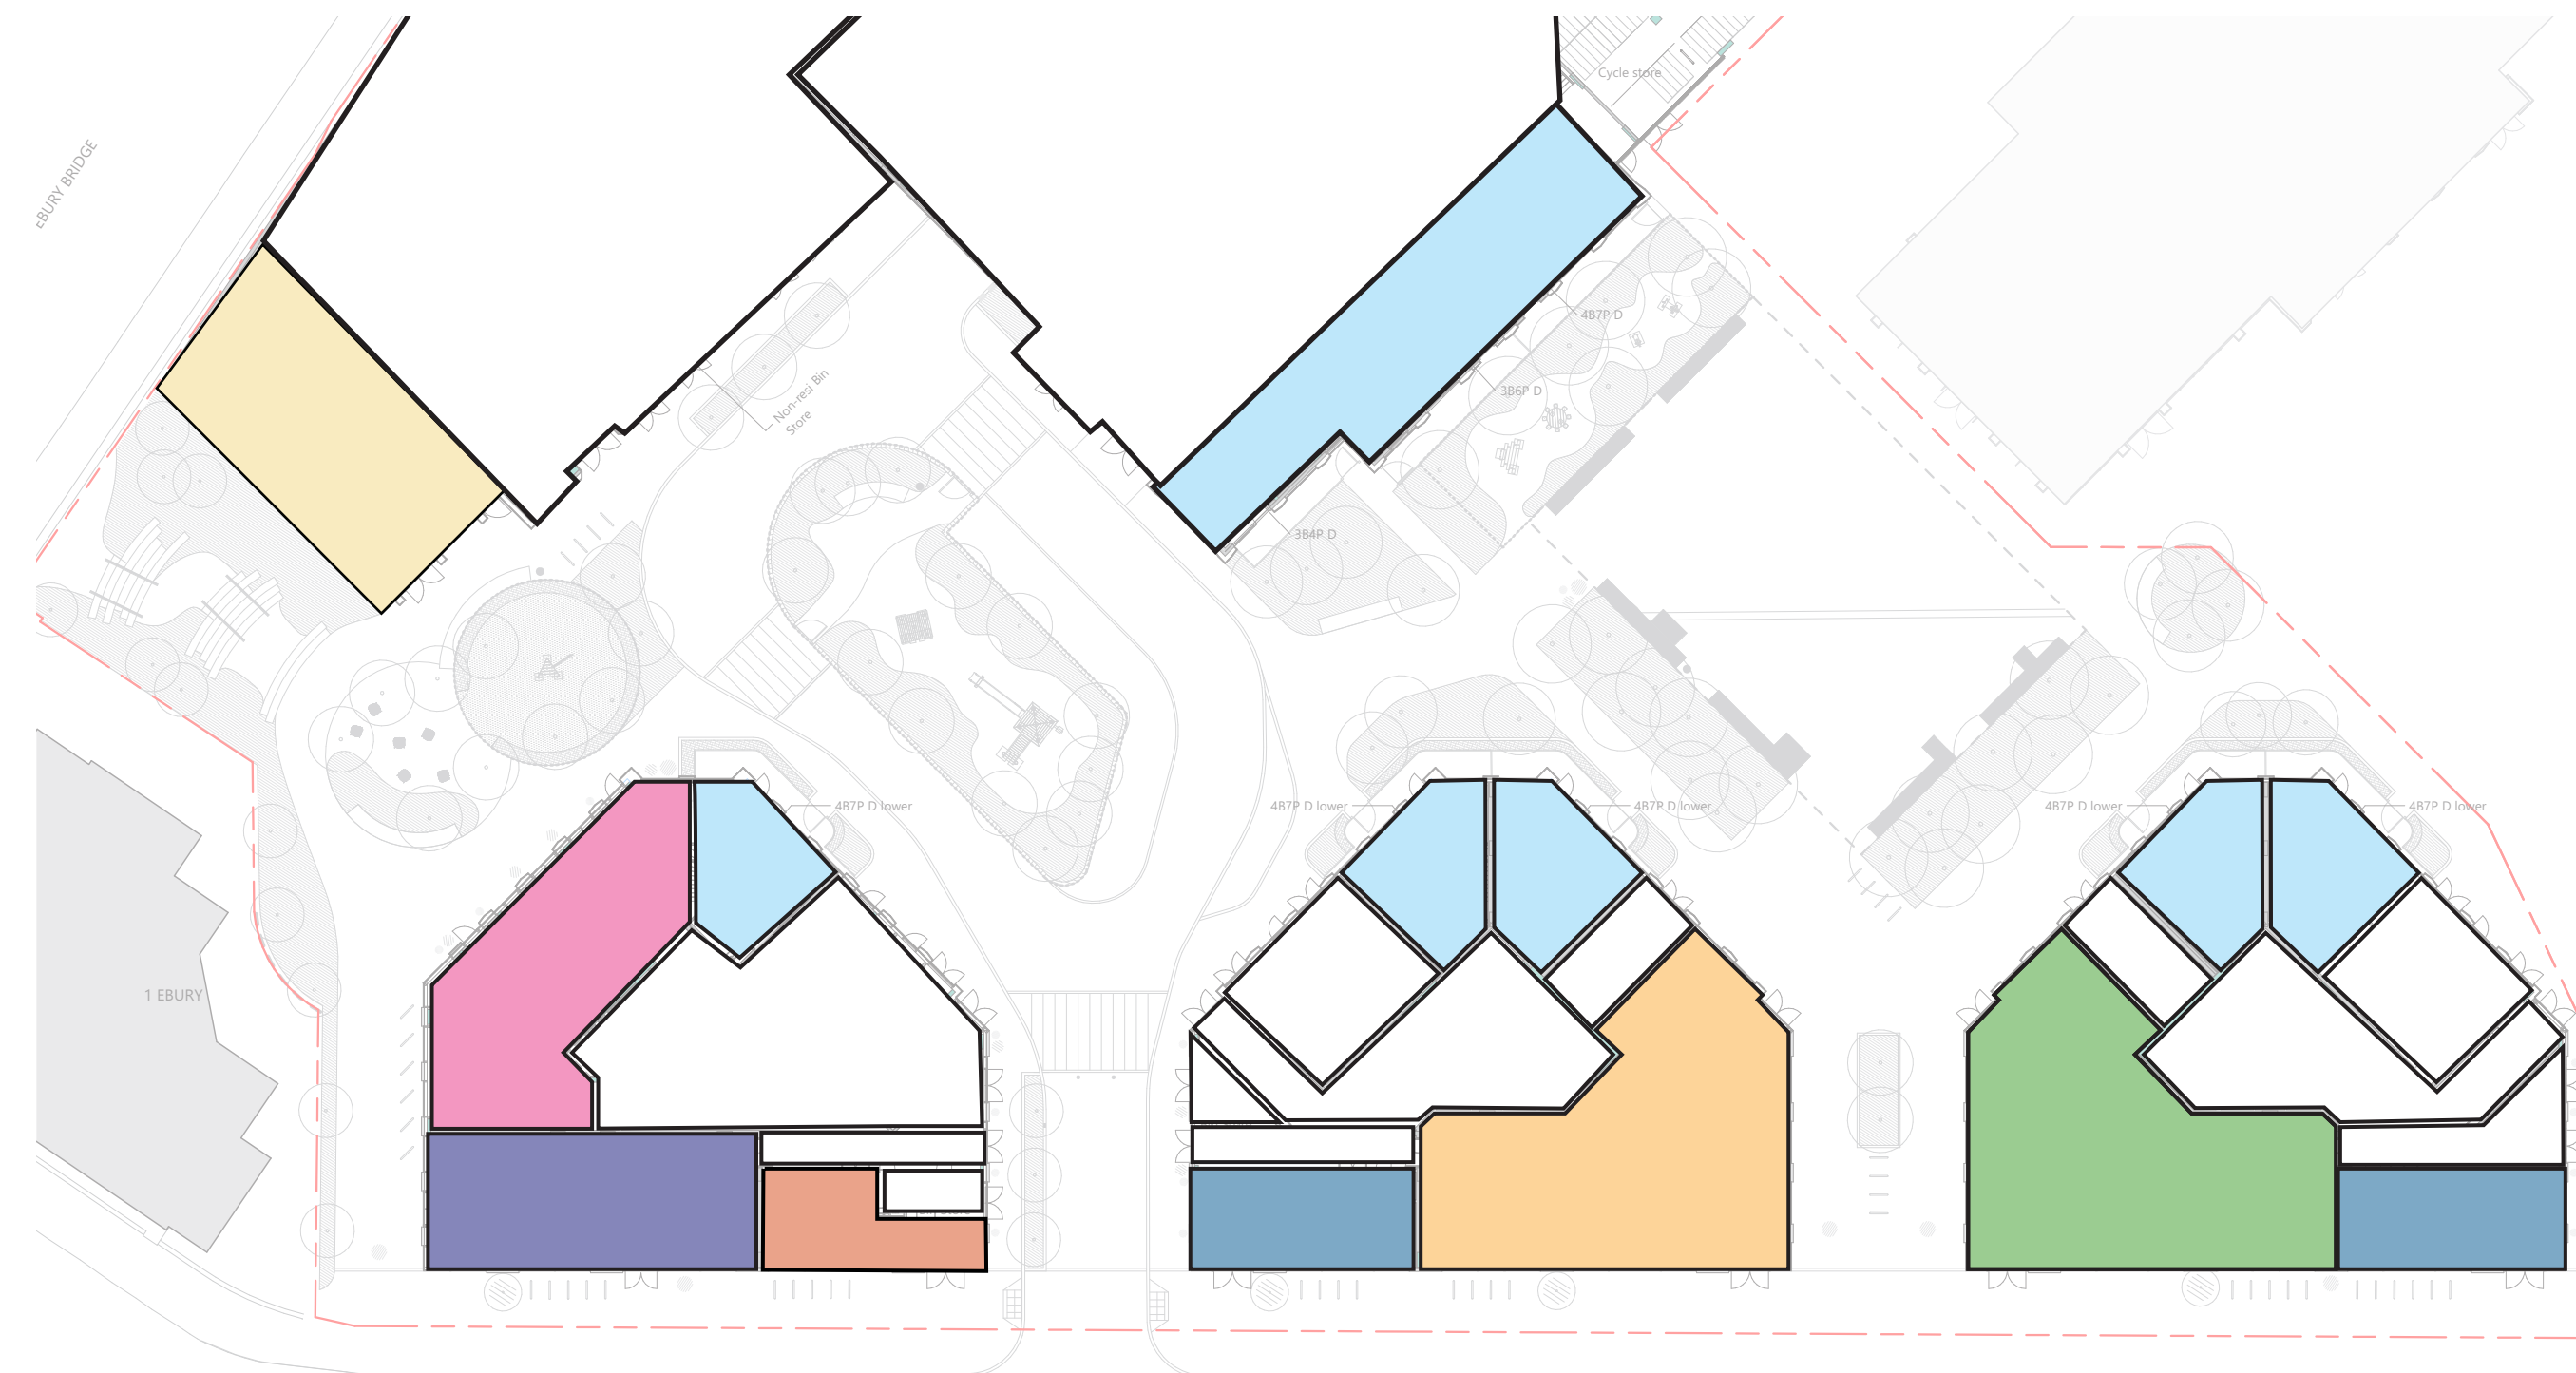 Cycle store
EBURY BRIDGE
4B7P D
3B6P D
Non-resi Bin
Store
3B4P D
4B7P D lower
4B7P D lower
4B7P D lower
4B7P D lower
4B7P D lower
1 EBURY